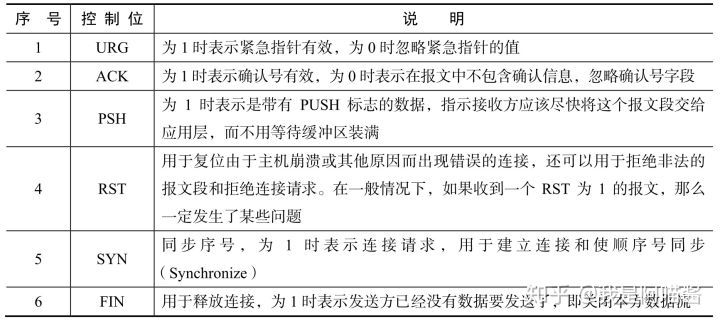 序 号 控制位 说 明
1 URG 为 1 时表示紧急指针有效，为 0 时忽略紧急指针的值
2 ACK 为 1 时表示确认号有效，为 0 时表示在报文中不包含确认信息，忽略确认号字段
3 PSH 为 1 时表示是带有 PUSH 标志的数据，指示接收方应该尽快将这个报文段交给
应用层，而不用等待缓冲区装满
4 RST 用于复位由于主机崩溃或其他原因而出现错误的连接，还可以用于拒绝非法的
报文段和拒绝连接请求。在一般情况下，如果收到一个 RST 为 1 的报文，那么
一定发生了某些问题
5 SYN 同步序号，为 1 时表示连接请求，用于建立连接和使顺序号同步
（Synchronize）
6 FIN 用于释放连接，为 1 时表示发送方已经没有数据要发送了，即关闭本方数据流
知乎